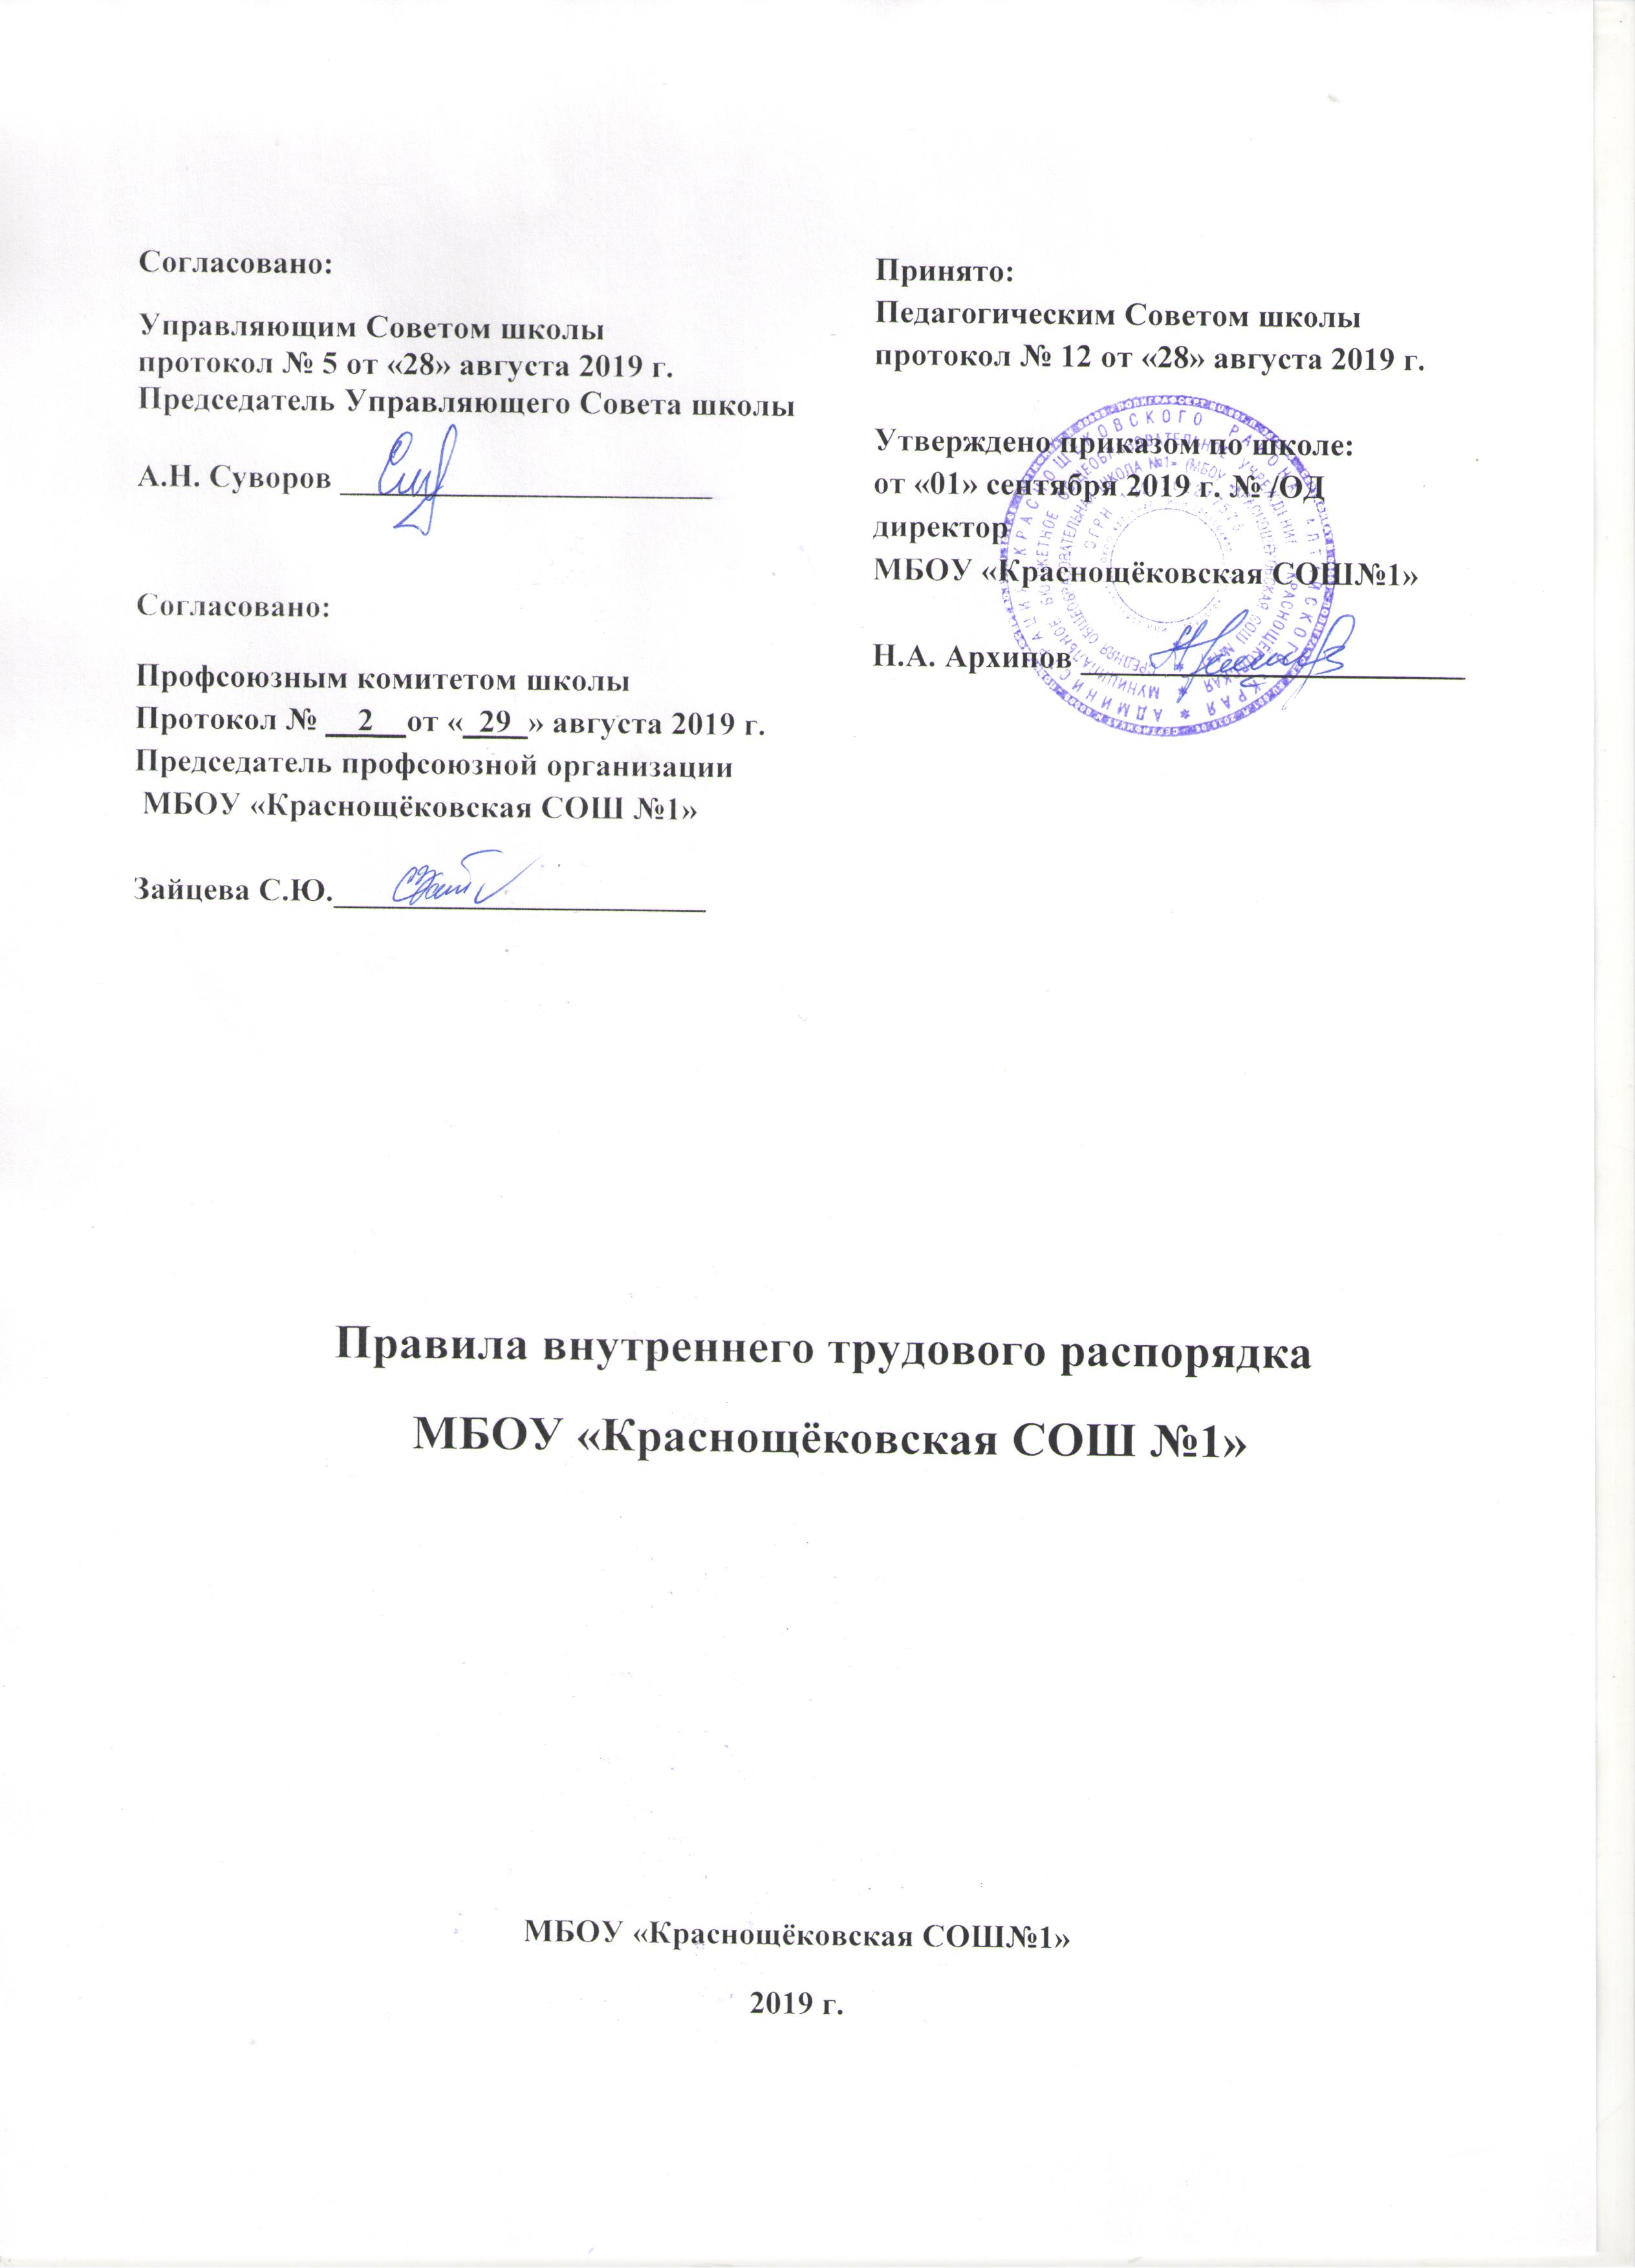 Согласовано:
Управляющим Советом школы
протокол № 5 от «28» августа 2019 г.
Председатель Управляющего Совета школы
А.Н. Суворов
Согласовано:
Профсоюзным комитетом школы
Протокол № 2 от « 29 » августа 2019 г.
Председатель профсоюзной организации
МБОУ «Краснощёковская СОШ №1»
Зайцева С.Ю.
Принято:
Педагогическим Советом школы
протокол № 12 от «28» августа 2019 г.
Утверждено приказом по школе:
от «01» сентября 2019 г. № /ОД
директор
МБОУ «Краснощёковская СОШ№1»
Н.А. Архипов
Правила внутреннего трудового распорядка
МБОУ «Краснощёковская СОШ №1»
МБОУ «Краснощёковская СОШ№1»
2019 г.